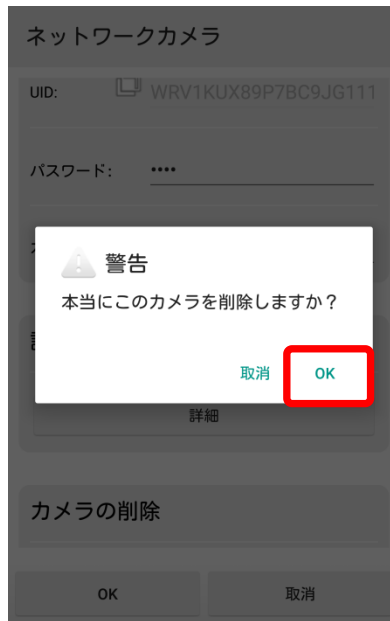 ネットワークカメラ
UID: WRV1KUX89P7BC9JG111
パスワード: ••••
警告
本当にこのカメラを削除しますか？
取消 OK
詳細
カメラの削除
OK 取消